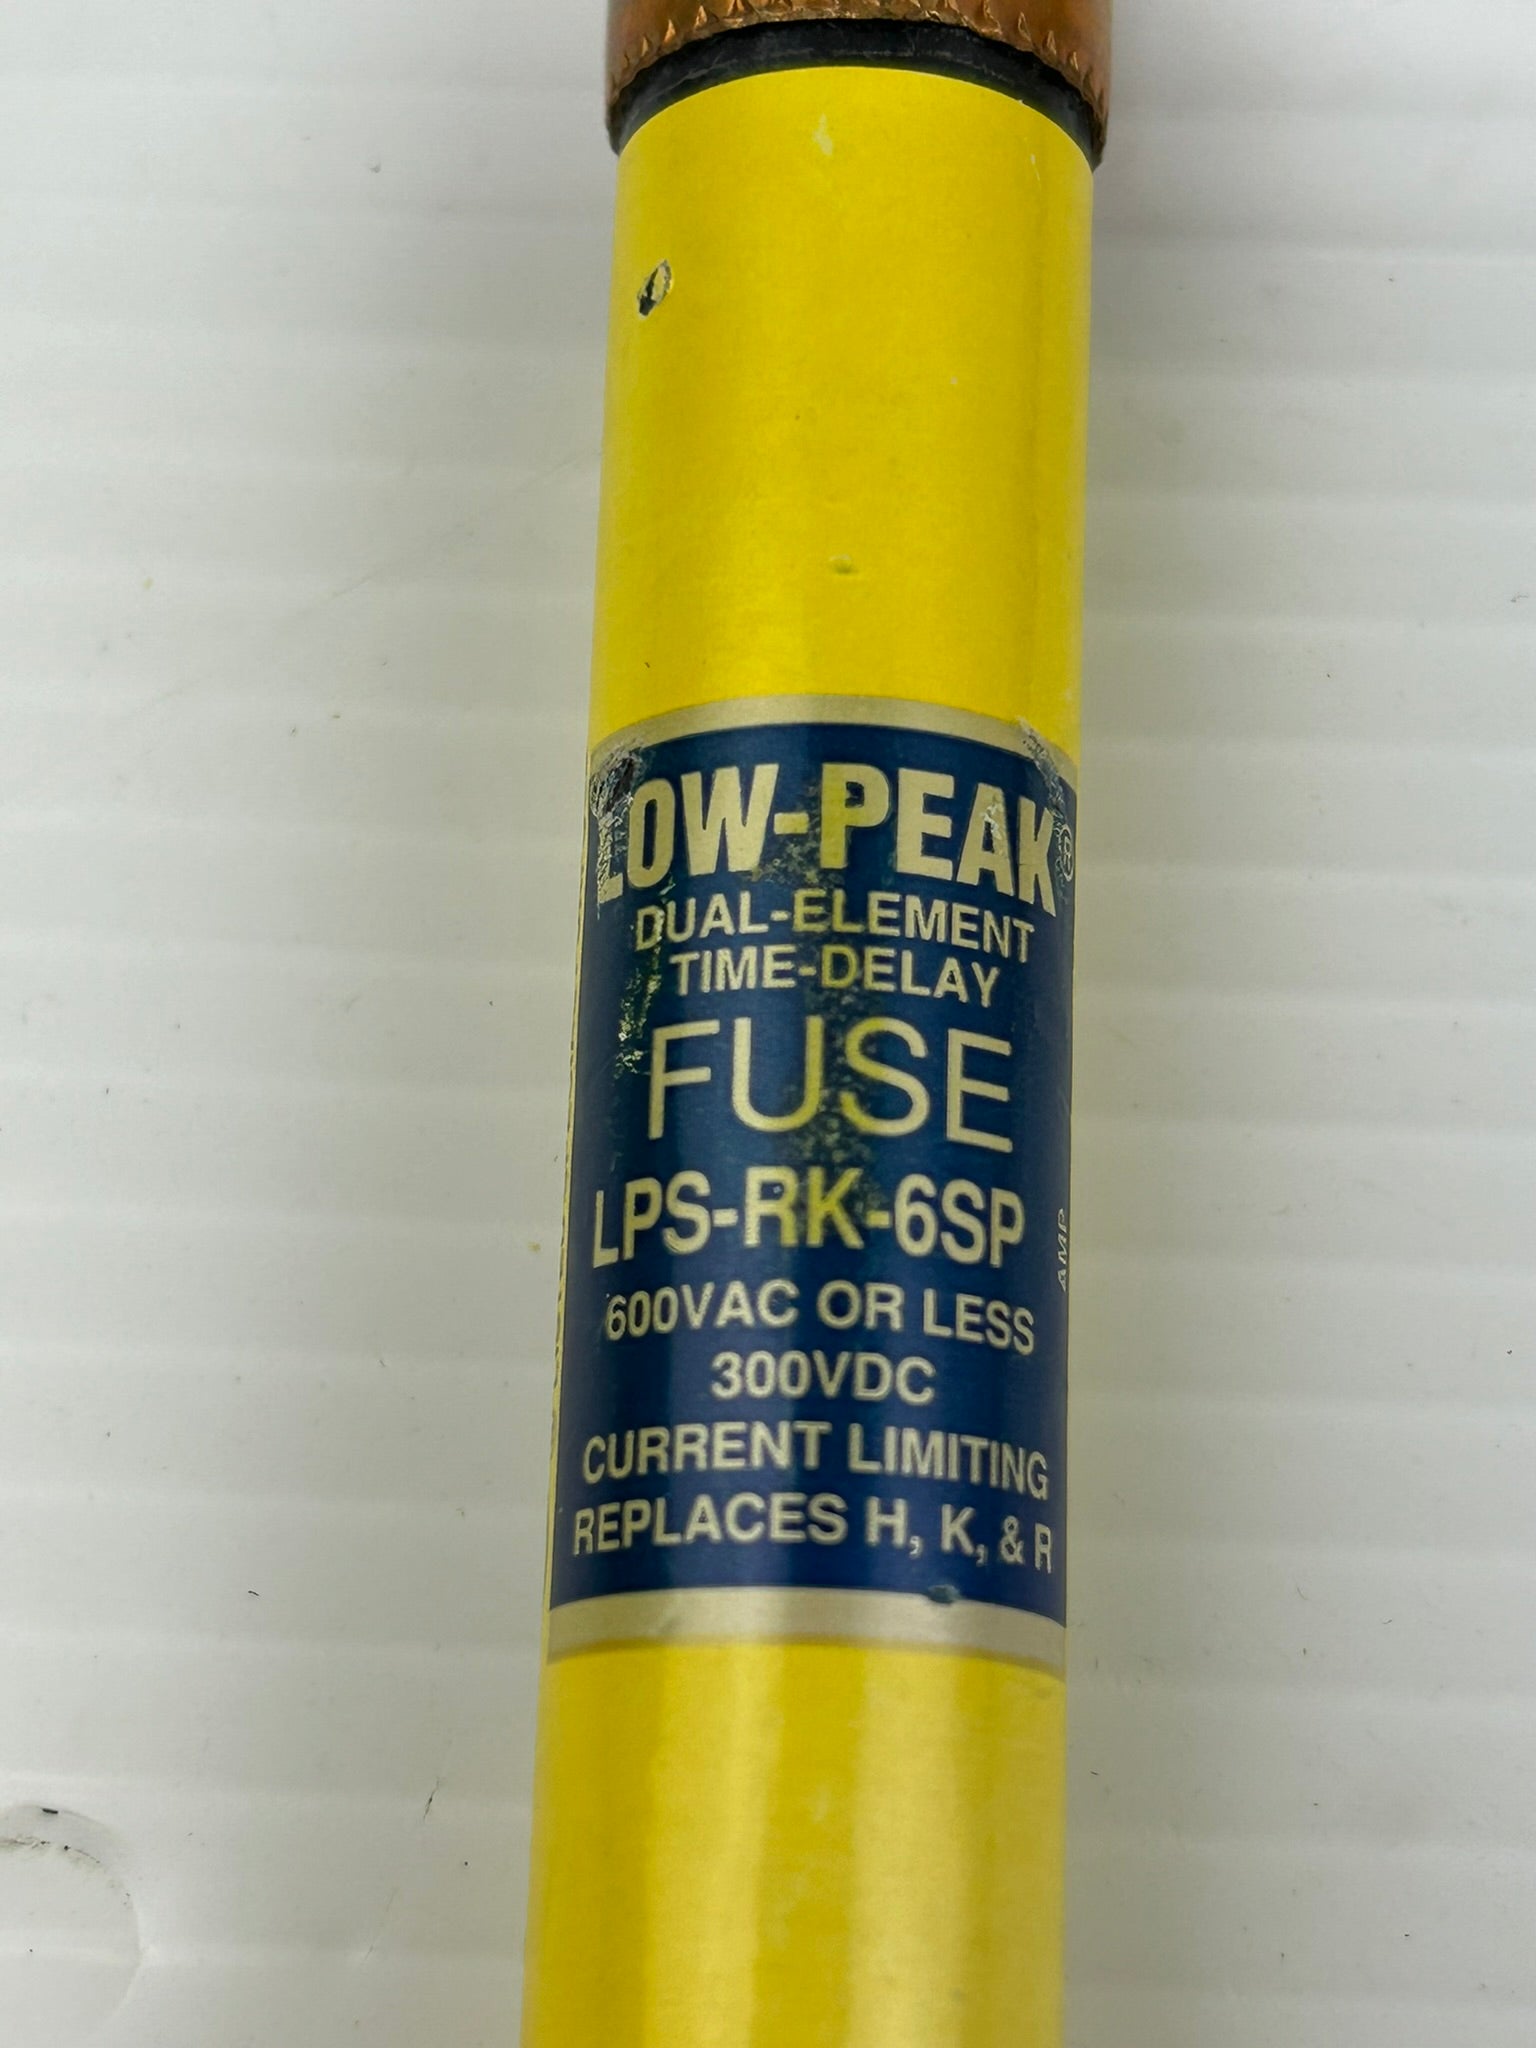 LOW-PEAK®
DUAL-ELEMENT
TIME-DELAY
FUSE
LPS-RK-6SP
AMP
600VAC OR LESS
300VDC
CURRENT LIMITING
REPLACES H, K, & R